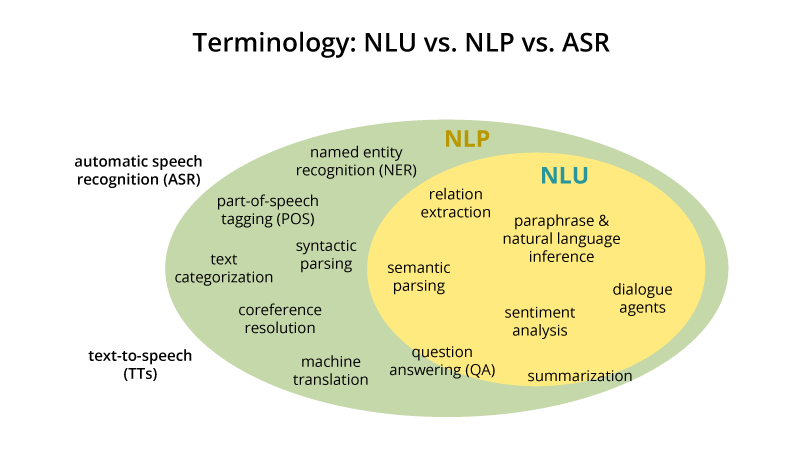 Terminology: NLU vs. NLP vs. ASR
NLP
automatic speech
recognition (ASR)
named entity
recognition (NER)
NLU
part-of-speech
tagging (POS)
relation
extraction
paraphrase &
natural language
inference
syntactic
parsing
text
categorization
semantic
parsing
dialogue
agents
coreference
resolution
sentiment
analysis
text-to-speech
(TTs)
machine
translation
question
answering (QA)
summarization